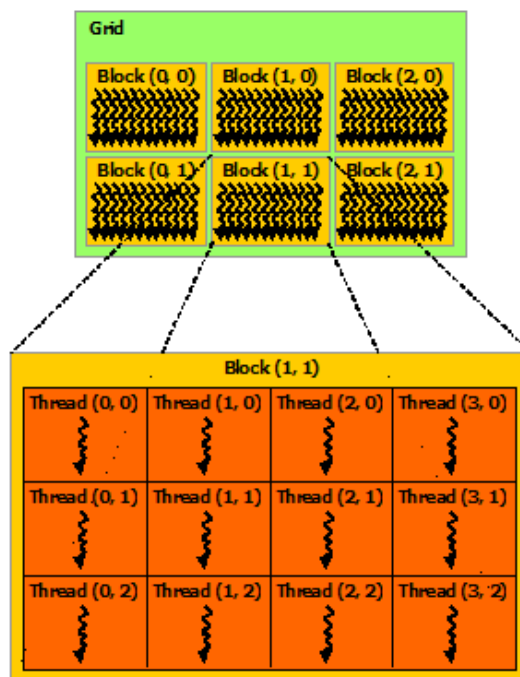 Grid
Block (0, 0) Block (1, 0) Block (2, 0)
Block (0, 1) Block (1, 1) Block (2, 1)
Block (1, 1)
Thread (0, 0) Thread (1, 0) Thread (2, 0) Thread (3, 0)
Thread (0, 1) Thread (1, 1) Thread (2, 1) Thread (3, 1)
Thread (0, 2) Thread (1, 2) Thread (2, 2) Thread (3, 2)